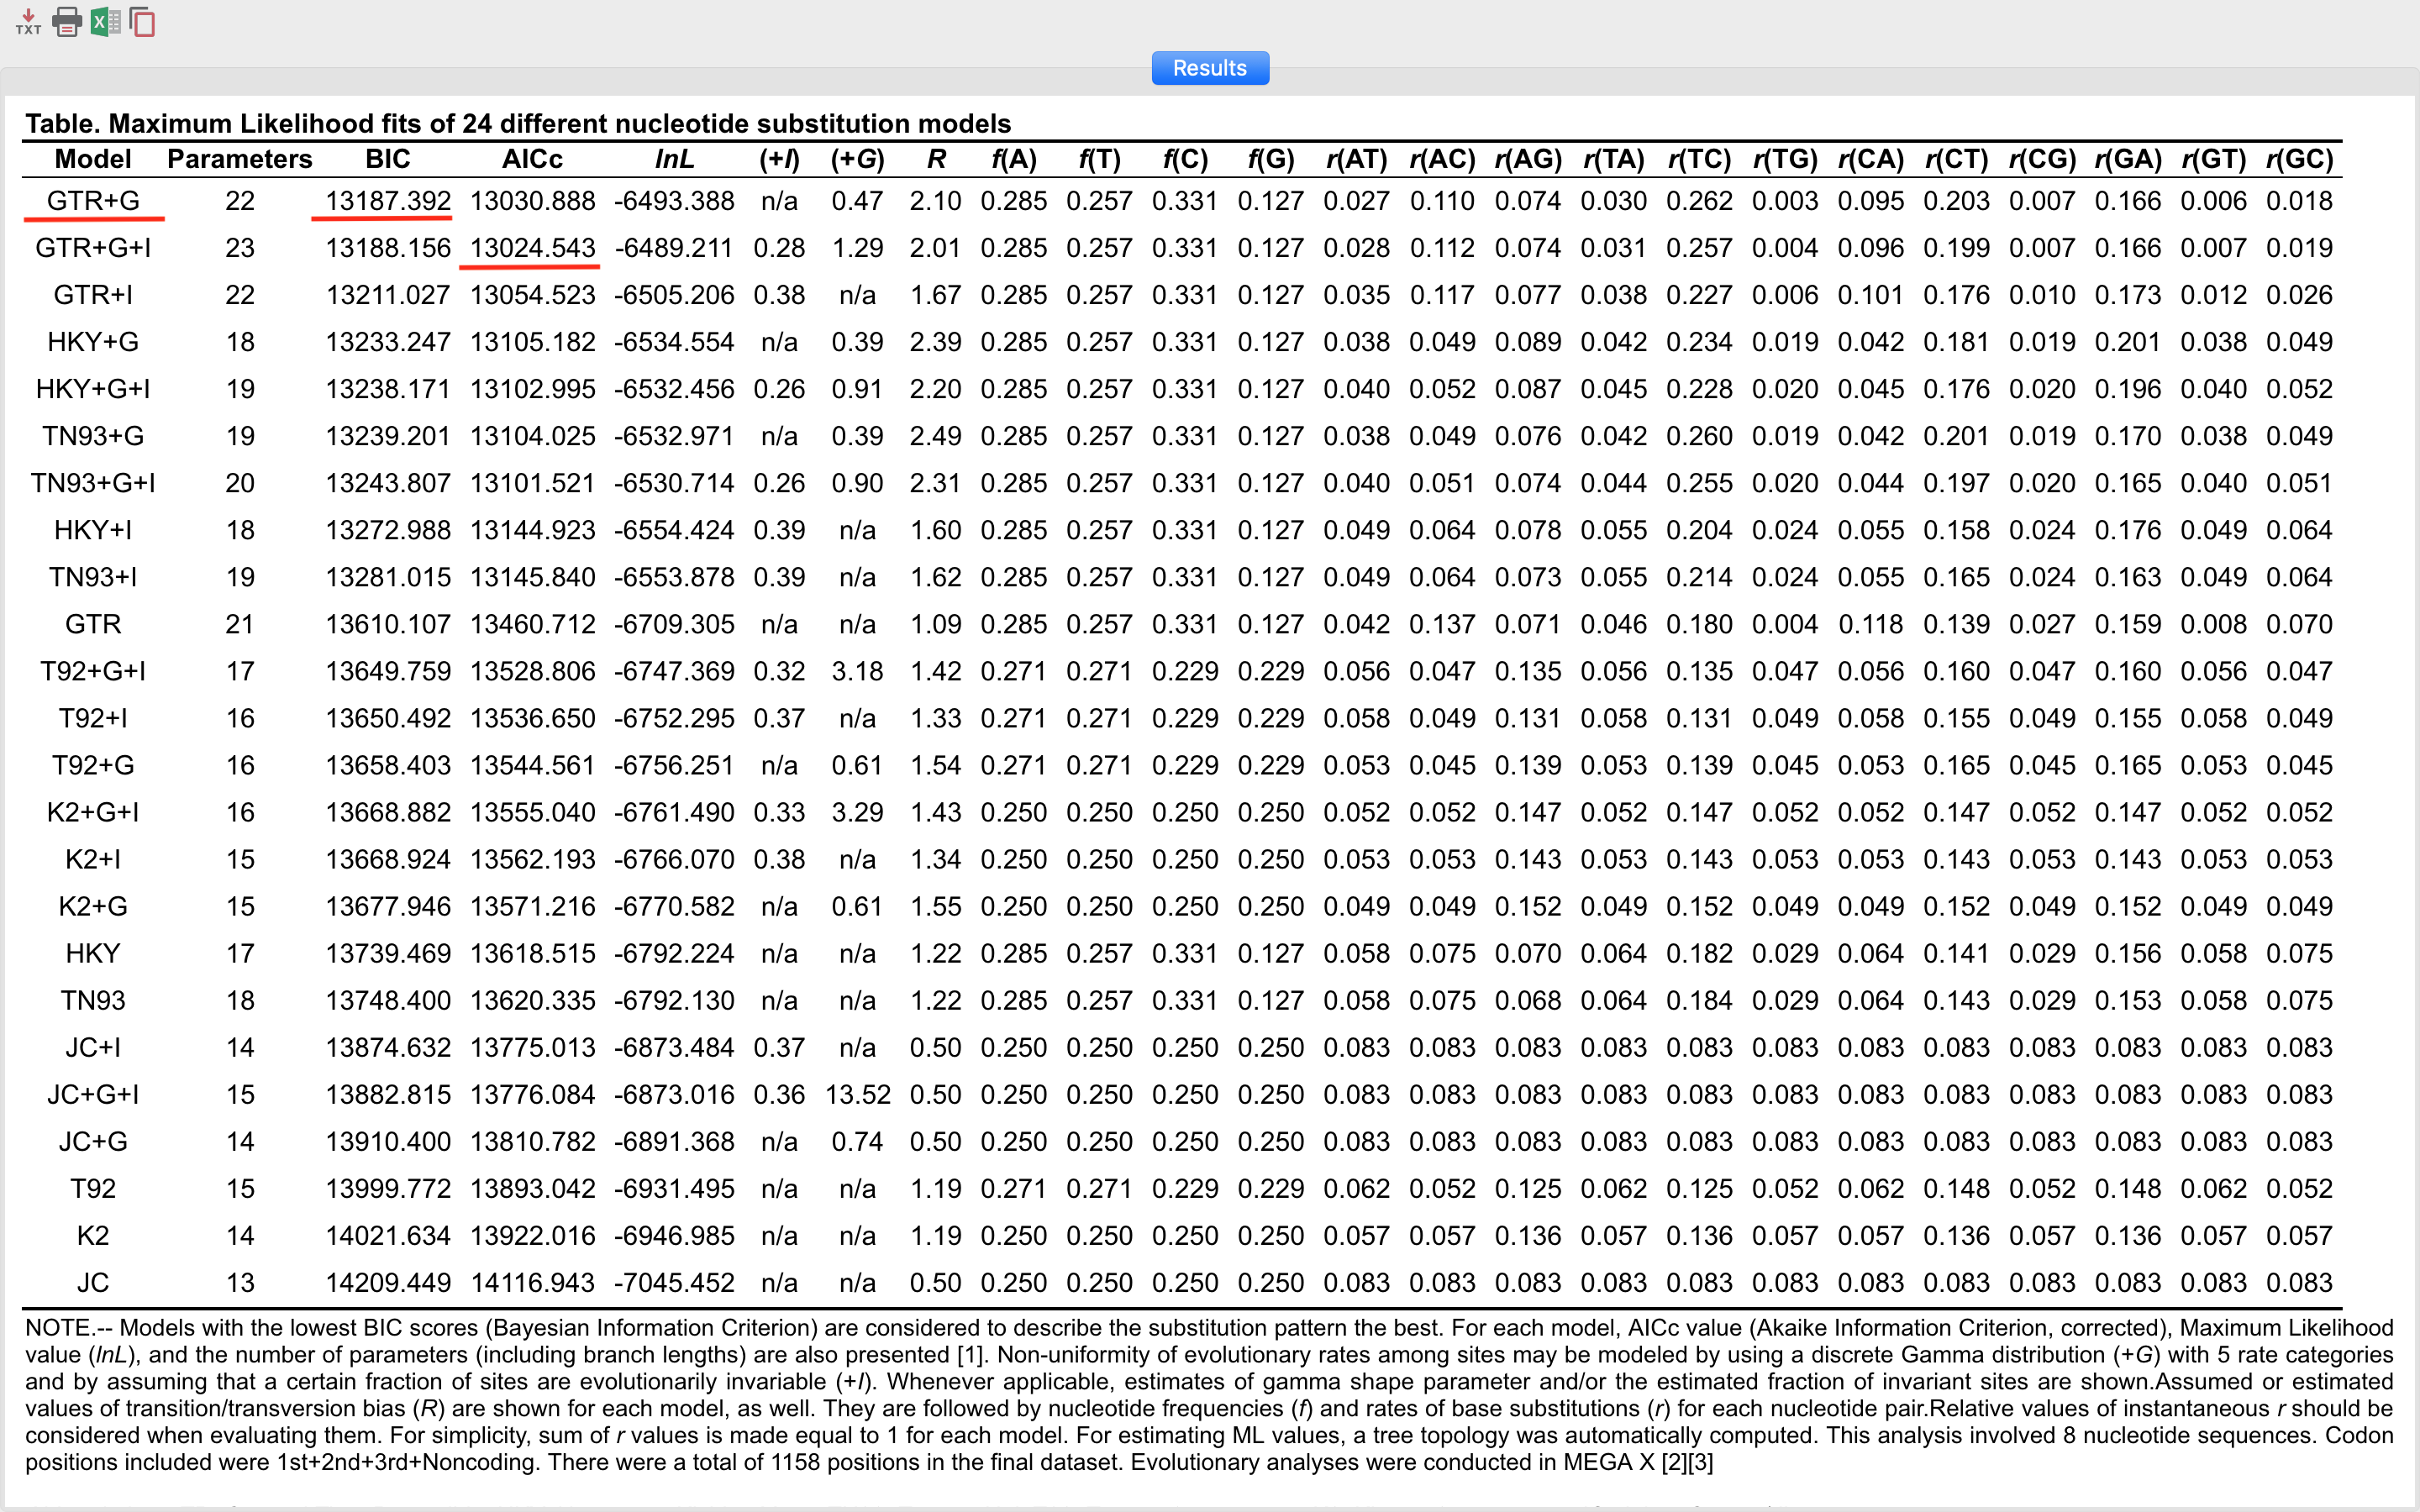 TXT
Results
Table. Maximum Likelihood fits of 24 different nucleotide substitution models
Model Parameters BIC AICc lnL (+I) (+G) R f(A) f(T) f(C) f(G) r(AT) r(AC) r(AG) r(TA) r(TC) r(TG) r(CA) r(CT) r(CG) r(GA) r(GT) r(GC)
GTR+G 22 13187.392 13030.888 -6493.388 n/a 0.47 2.10 0.285 0.257 0.331 0.127 0.027 0.110 0.074 0.030 0.262 0.003 0.095 0.203 0.007 0.166 0.006 0.018
GTR+G+I 23 13188.156 13024.543 -6489.211 0.28 1.29 2.01 0.285 0.257 0.331 0.127 0.028 0.112 0.074 0.031 0.257 0.004 0.096 0.199 0.007 0.166 0.007 0.019
GTR+I 22 13211.027 13054.523 -6505.206 0.38 n/a 1.67 0.285 0.257 0.331 0.127 0.035 0.117 0.077 0.038 0.227 0.006 0.101 0.176 0.010 0.173 0.012 0.026
HKY+G 18 13233.247 13105.182 -6534.554 n/a 0.39 2.39 0.285 0.257 0.331 0.127 0.038 0.049 0.089 0.042 0.234 0.019 0.042 0.181 0.019 0.201 0.038 0.049
HKY+G+I 19 13238.171 13102.995 -6532.456 0.26 0.91 2.20 0.285 0.257 0.331 0.127 0.040 0.052 0.087 0.045 0.228 0.020 0.045 0.176 0.020 0.196 0.040 0.052
TN93+G 19 13239.201 13104.025 -6532.971 n/a 0.39 2.49 0.285 0.257 0.331 0.127 0.038 0.049 0.076 0.042 0.260 0.019 0.042 0.201 0.019 0.170 0.038 0.049
TN93+G+I 20 13243.807 13101.521 -6530.714 0.26 0.90 2.31 0.285 0.257 0.331 0.127 0.040 0.051 0.074 0.044 0.255 0.020 0.044 0.197 0.020 0.165 0.040 0.051
HKY+I 18 13272.988 13144.923 -6554.424 0.39 n/a 1.60 0.285 0.257 0.331 0.127 0.049 0.064 0.078 0.055 0.204 0.024 0.055 0.158 0.024 0.176 0.049 0.064
TN93+I 19 13281.015 13145.840 -6553.878 0.39 n/a 1.62 0.285 0.257 0.331 0.127 0.049 0.064 0.073 0.055 0.214 0.024 0.055 0.165 0.024 0.163 0.049 0.064
GTR 21 13610.107 13460.712 -6709.305 n/a n/a 1.09 0.285 0.257 0.331 0.127 0.042 0.137 0.071 0.046 0.180 0.004 0.118 0.139 0.027 0.159 0.008 0.070
T92+G+I 17 13649.759 13528.806 -6747.369 0.32 3.18 1.42 0.271 0.271 0.229 0.229 0.056 0.047 0.135 0.056 0.135 0.047 0.056 0.160 0.047 0.160 0.056 0.047
T92+I 16 13650.492 13536.650 -6752.295 0.37 n/a 1.33 0.271 0.271 0.229 0.229 0.058 0.049 0.131 0.058 0.131 0.049 0.058 0.155 0.049 0.155 0.058 0.049
T92+G 16 13658.403 13544.561 -6756.251 n/a 0.61 1.54 0.271 0.271 0.229 0.229 0.053 0.045 0.139 0.053 0.139 0.045 0.053 0.165 0.045 0.165 0.053 0.045
K2+G+I 16 13668.882 13555.040 -6761.490 0.33 3.29 1.43 0.250 0.250 0.250 0.250 0.052 0.052 0.147 0.052 0.147 0.052 0.052 0.147 0.052 0.147 0.052 0.052
K2+I 15 13668.924 13562.193 -6766.070 0.38 n/a 1.34 0.250 0.250 0.250 0.250 0.053 0.053 0.143 0.053 0.143 0.053 0.053 0.143 0.053 0.143 0.053 0.053
K2+G 15 13677.946 13571.216 -6770.582 n/a 0.61 1.55 0.250 0.250 0.250 0.250 0.049 0.049 0.152 0.049 0.152 0.049 0.049 0.152 0.049 0.152 0.049 0.049
HKY 17 13739.469 13618.515 -6792.224 n/a n/a 1.22 0.285 0.257 0.331 0.127 0.058 0.075 0.070 0.064 0.182 0.029 0.064 0.141 0.029 0.156 0.058 0.075
TN93 18 13748.400 13620.335 -6792.130 n/a n/a 1.22 0.285 0.257 0.331 0.127 0.058 0.075 0.068 0.064 0.184 0.029 0.064 0.143 0.029 0.153 0.058 0.075
JC+I 14 13874.632 13775.013 -6873.484 0.37 n/a 0.50 0.250 0.250 0.250 0.250 0.083 0.083 0.083 0.083 0.083 0.083 0.083 0.083 0.083 0.083 0.083 0.083
JC+G+I 15 13882.815 13776.084 -6873.016 0.36 13.52 0.50 0.250 0.250 0.250 0.250 0.083 0.083 0.083 0.083 0.083 0.083 0.083 0.083 0.083 0.083 0.083 0.083
JC+G 14 13910.400 13810.782 -6891.368 n/a 0.74 0.50 0.250 0.250 0.250 0.250 0.083 0.083 0.083 0.083 0.083 0.083 0.083 0.083 0.083 0.083 0.083 0.083
T92 15 13999.772 13893.042 -6931.495 n/a n/a 1.19 0.271 0.271 0.229 0.229 0.062 0.052 0.125 0.062 0.125 0.052 0.062 0.148 0.052 0.148 0.062 0.052
K2 14 14021.634 13922.016 -6946.985 n/a n/a 1.19 0.250 0.250 0.250 0.250 0.057 0.057 0.136 0.057 0.136 0.057 0.057 0.136 0.057 0.136 0.057 0.057
JC 13 14209.449 14116.943 -7045.452 n/a n/a 0.50 0.250 0.250 0.250 0.250 0.083 0.083 0.083 0.083 0.083 0.083 0.083 0.083 0.083 0.083 0.083 0.083
NOTE.-- Models with the lowest BIC scores (Bayesian Information Criterion) are considered to describe the substitution pattern the best. For each model, AICc value (Akaike Information Criterion, corrected), Maximum Likelihood
value (lnL), and the number of parameters (including branch lengths) are also presented [1]. Non-uniformity of evolutionary rates among sites may be modeled by using a discrete Gamma distribution (+G) with 5 rate categories
and by assuming that a certain fraction of sites are evolutionarily invariable (+I). Whenever applicable, estimates of gamma shape parameter and/or the estimated fraction of invariant sites are shown.Assumed or estimated
values of transition/transversion bias (R) are shown for each model, as well. They are followed by nucleotide frequencies (f) and rates of base substitutions (r) for each nucleotide pair.Relative values of instantaneous r should be
considered when evaluating them. For simplicity, sum of r values is made equal to 1 for each model. For estimating ML values, a tree topology was automatically computed. This analysis involved 8 nucleotide sequences. Codon
positions included were 1st+2nd+3rd+Noncoding. There were a total of 1158 positions in the final dataset. Evolutionary analyses were conducted in MEGA X [2][3]